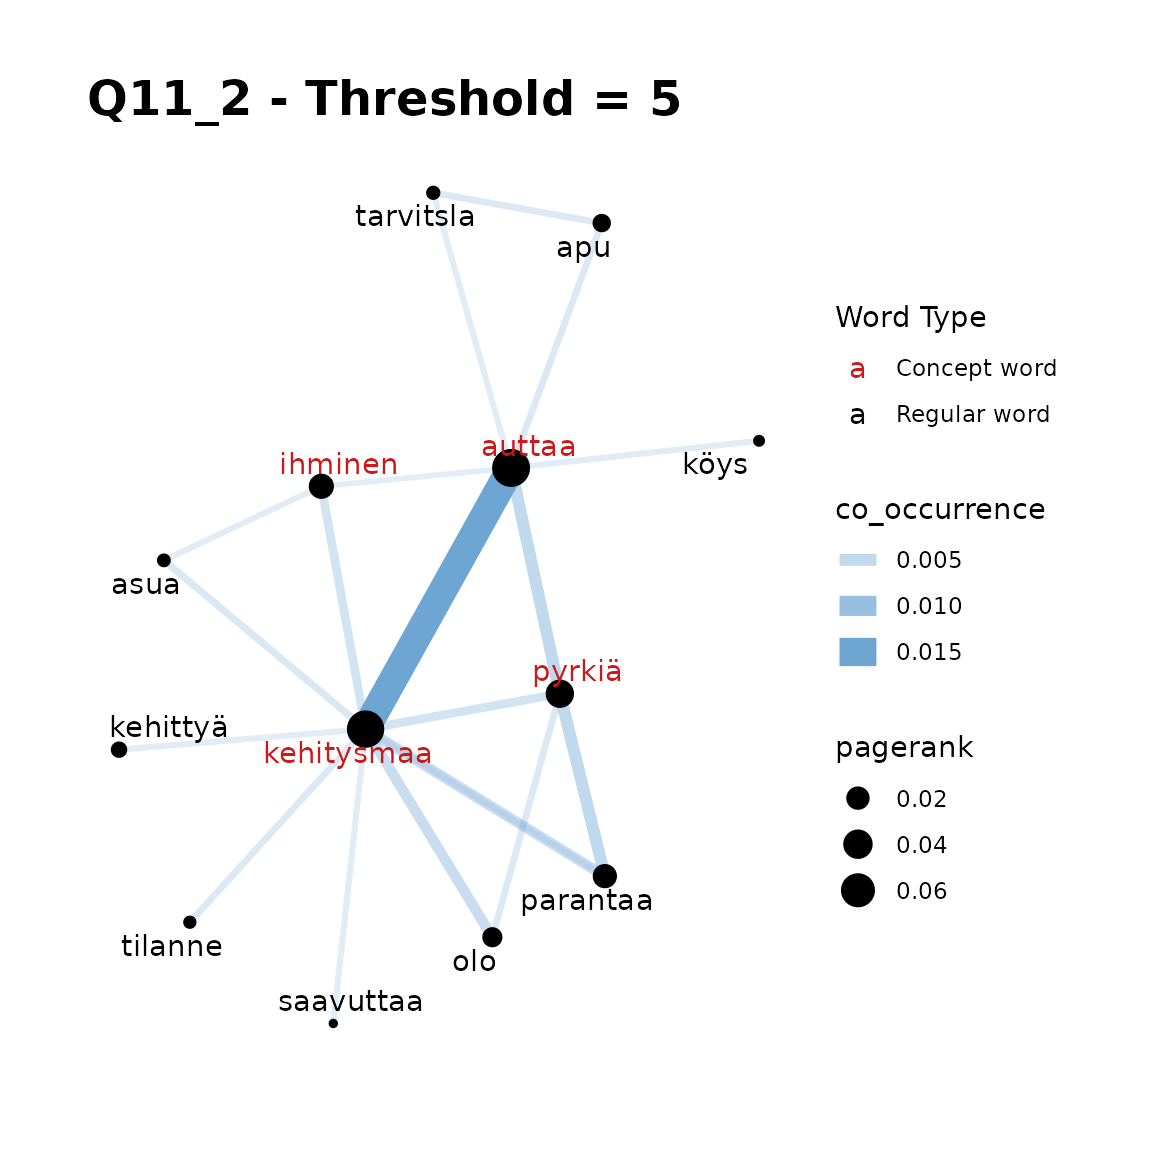 Q11_2 - Threshold = 5
tarvitsla
apu
auttaa
ihminen
köys
asua
pyrkiä
kehittyä
kehitysmaa
parantaa
tilanne
olo
saavuttaa
Word Type
a Concept word
a Regular word
co_occurrence
0.005
0.010
0.015
pagerank
0.02
0.04
0.06